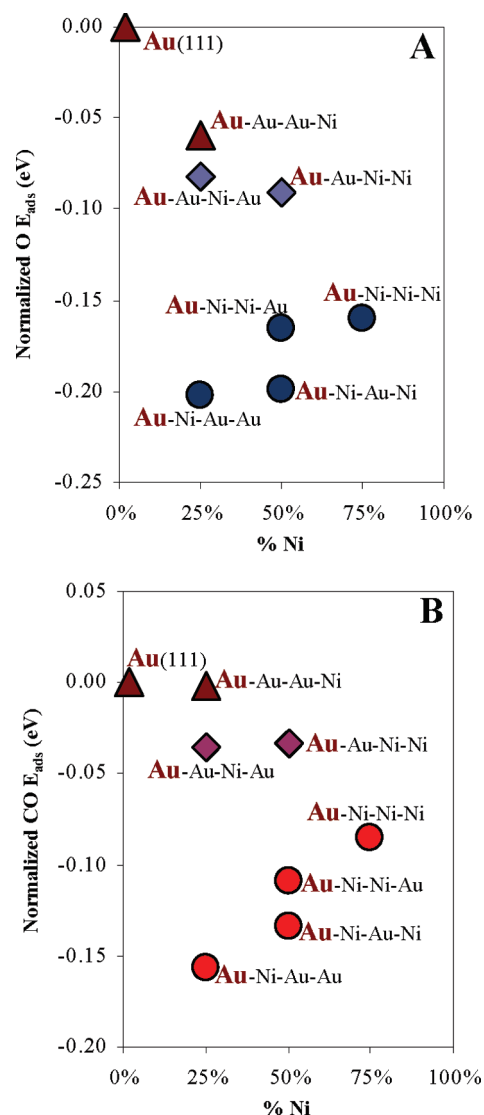 A
Normalized O Eads (eV)
0.00
-0.05
-0.10
-0.15
-0.20
-0.25
Au(111)
Au-Au-Au-Ni
Au-Au-Ni-Au
Au-Au-Ni-Ni
Au-Ni-Ni-Au
Au-Ni-Ni-Ni
Au-Ni-Au-Au
Au-Ni-Au-Ni
0%
25%
50%
75%
100%
% Ni
B
Normalized CO Eads (eV)
0.05
0.00
-0.05
-0.10
-0.15
-0.20
Au(111)
Au-Au-Au-Ni
Au-Au-Ni-Au
Au-Au-Ni-Ni
Au-Ni-Ni-Ni
Au-Ni-Ni-Au
Au-Ni-Au-Ni
Au-Ni-Au-Au
0%
25%
50%
75%
100%
% Ni